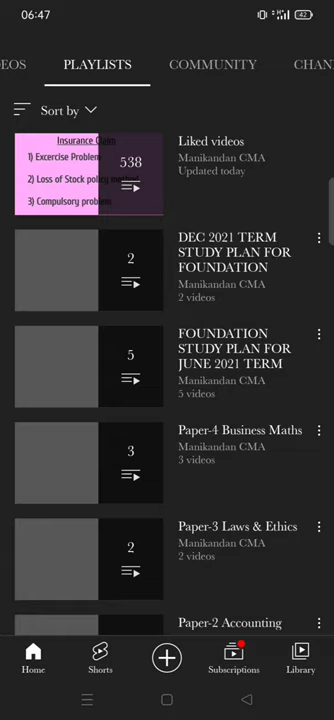 06:47
42
EOS
PLAYLISTS
COMMUNITY
CHAN
Sort by
Insurance Claim
1) Excercise Problem
2) Loss of Stock policy
3) Compulsory problem
538
Liked videos
Manikandan CMA
Updated today
2
DEC 2021 TERM
STUDY PLAN FOR
FOUNDATION
Manikandan CMA
2 videos
5
FOUNDATION
STUDY PLAN FOR
JUNE 2021 TERM
Manikandan CMA
5 videos
3
Paper-4 Business Maths
Manikandan CMA
3 videos
2
Paper-3 Laws & Ethics
Manikandan CMA
2 videos
Paper-2 Accounting
Home
Shorts
Subscriptions
Library